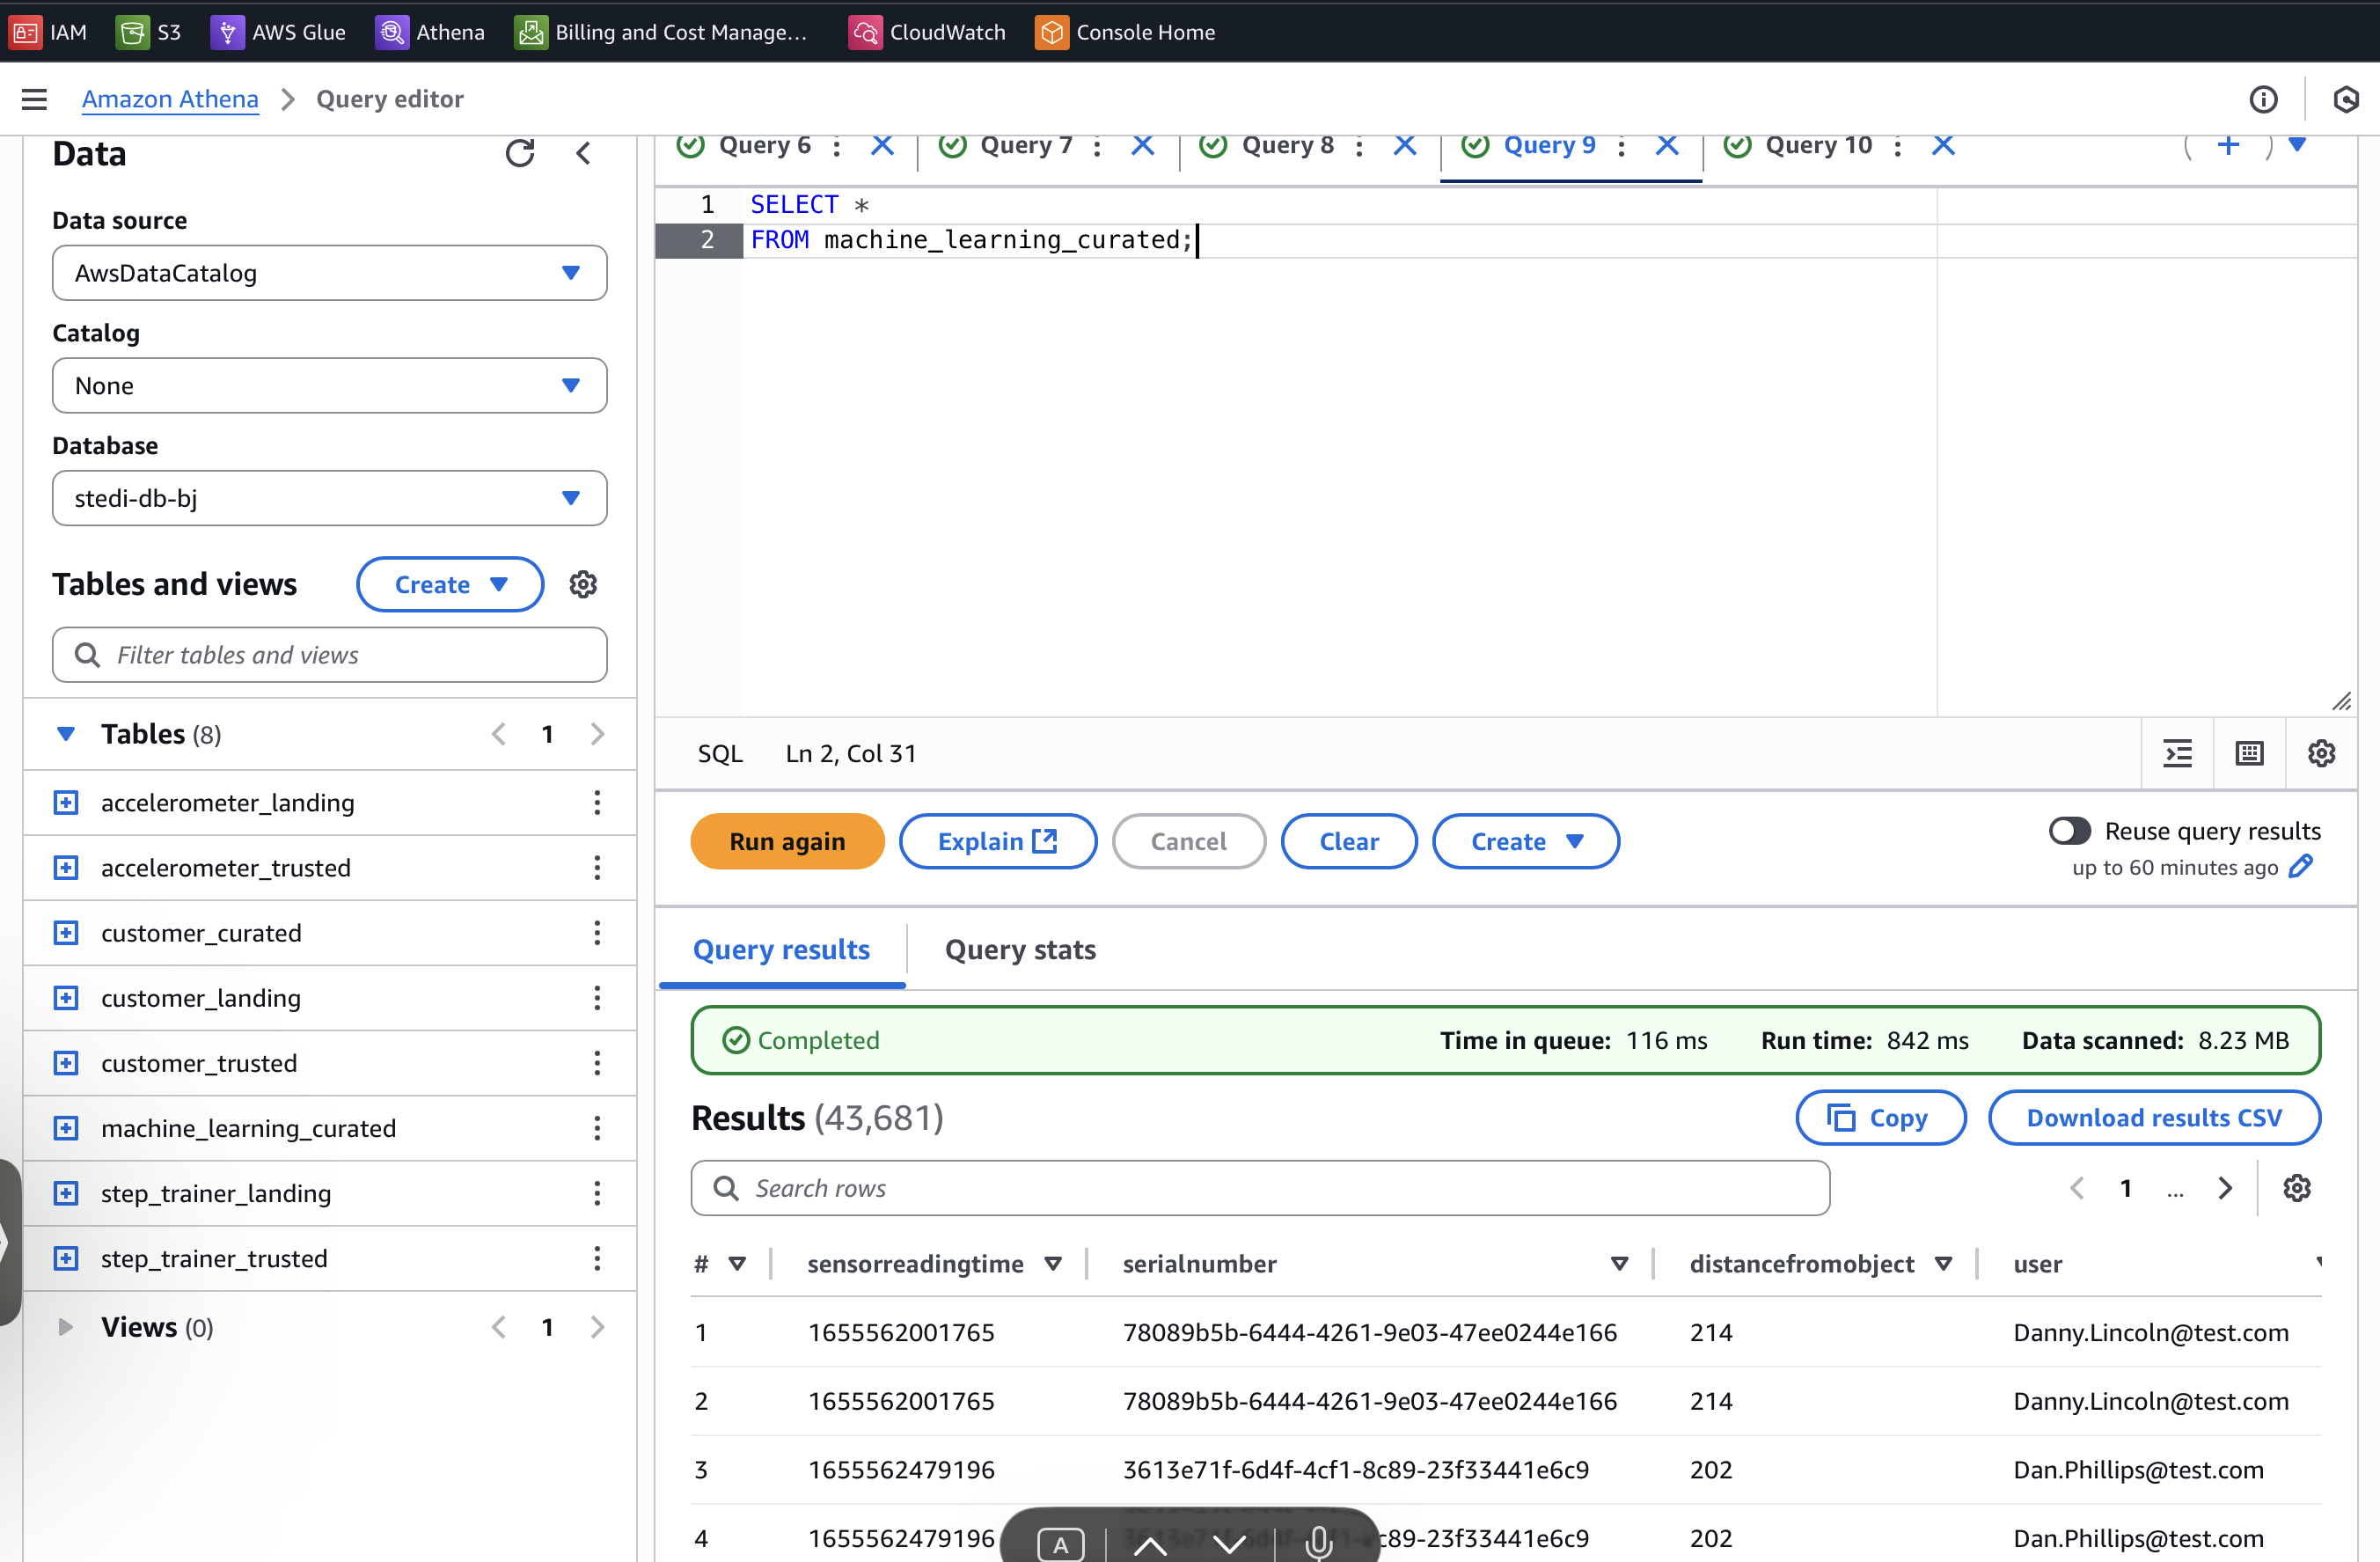 IAM S3 AWS Glue Athena Billing and Cost Manage... CloudWatch Console Home
Amazon Athena Query editor
Data
Data source
AwsDataCatalog
Catalog
None
Database
stedi-db-bj
Tables and views Create
Filter tables and views
Tables (8) 1
accelerometer_landing
accelerometer_trusted
customer_curated
customer_landing
customer_trusted
machine_learning_curated
step_trainer_landing
step_trainer_trusted
Views (0) 1
Query 6 Query 7 Query 8 Query 9 Query 10
1 SELECT *
2 FROM machine_learning_curated;
SQL Ln 2, Col 31
Run again Explain Cancel Clear Create
Reuse query results
up to 60 minutes ago
Query results Query stats
Completed Time in queue: 116 ms Run time: 842 ms Data scanned: 8.23 MB
Results (43,681) Copy Download results CSV
Search rows 1 ...
# sensorreadingtime serialnumber distancefromobject user
1 1655562001765 78089b5b-6444-4261-9e03-47ee0244e166 214 Danny.Lincoln@test.com
2 1655562001765 78089b5b-6444-4261-9e03-47ee0244e166 214 Danny.Lincoln@test.com
3 1655562479196 3613e71f-6d4f-4cf1-8c89-23f33441e6c9 202 Dan.Phillips@test.com
4 1655562479196 c89-23f33441e6c9 202 Dan.Phillips@test.com
A